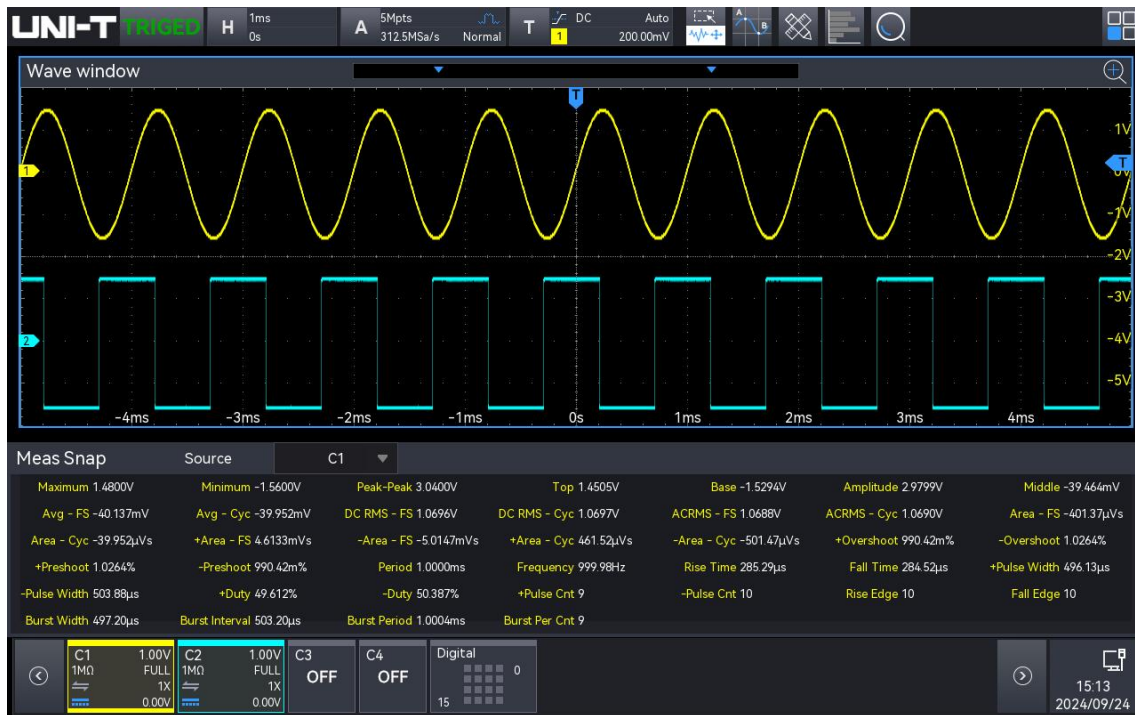 UNI-T TRIGED H 1ms A 5Mpts T DC Auto
0s 312.5MSa/s Normal 1 200.00mV
A B
Wave window
T
1V
1 T
0V
-1V
-2V
-3V
2 -4V
-5V
-4ms -3ms -2ms -1ms 0s 1ms 2ms 3ms 4ms
Meas Snap Source C1
Maximum 1.4800V Minimum -1.5600V Peak-Peak 3.0400V Top 1.4505V Base -1.5294V Amplitude 2.9799V Middle -39.464mV
Avg - FS -40.137mV Avg - Cyc -39.952mV DC RMS - FS 1.0696V DC RMS - Cyc 1.0697V ACRMS - FS 1.0688V ACRMS - Cyc 1.0690V Area - FS -401.37µVs
Area - Cyc -39.952µVs +Area - FS 4.6133mVs -Area - FS -5.0147mVs +Area - Cyc 461.52µVs -Area - Cyc -501.47µVs +Overshoot 990.42m% -Overshoot 1.0264%
+Preshoot 1.0264% -Preshoot 990.42m% Period 1.0000ms Frequency 999.98Hz Rise Time 285.29µs Fall Time 284.52µs +Pulse Width 496.13µs
-Pulse Width 503.88µs +Duty 49.612% -Duty 50.387% +Pulse Cnt 9 -Pulse Cnt 10 Rise Edge 10 Fall Edge 10
Burst Width 497.20µs Burst Interval 503.20µs Burst Period 1.0004ms Burst Per Cnt 9
C1 1.00V C2 1.00V C3 C4 Digital
1MΩ FULL 1MΩ FULL OFF OFF 0
1X 1X
0.00V 0.00V 15
15:13
2024/09/24